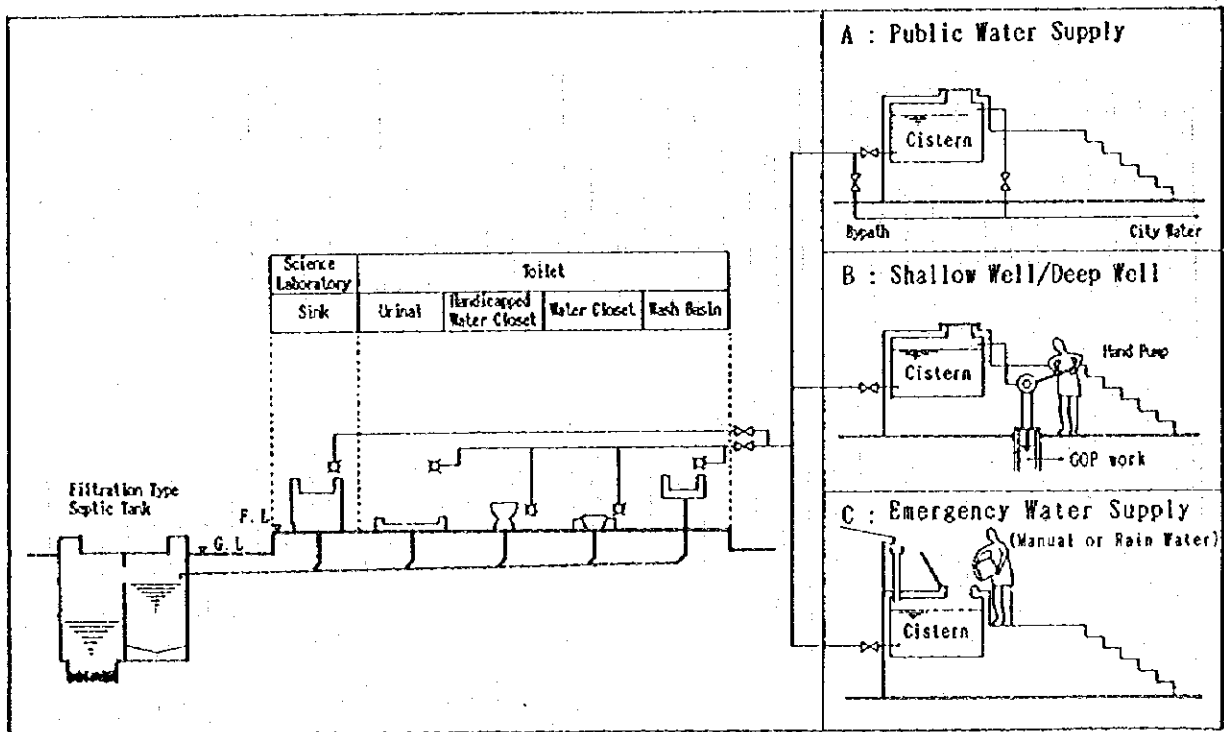 A : Public Water Supply
Cistern
Bypath
City Water
B : Shallow Well/Deep Well
Cistern
Hand Pump
GOP work
C : Emergency Water Supply
(Manual or Rain Water)
Cistern
Science
Laboratory
Toilet
Sink
Urinal
Handicapped
Water Closet
Water Closet
Wash Basin
Filtration Type
Septic Tank
F.L
G.L